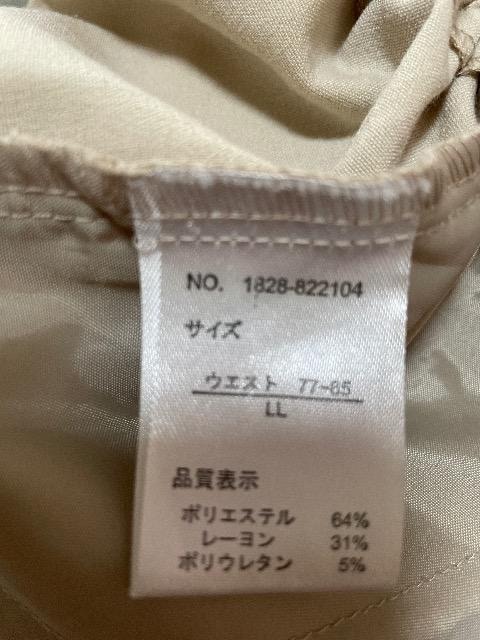 NO. 1828-822104
サイズ
ウエスト 77-85
LL
品質表示
ポリエステル 64%
レーヨン 31%
ポリウレタン 5%